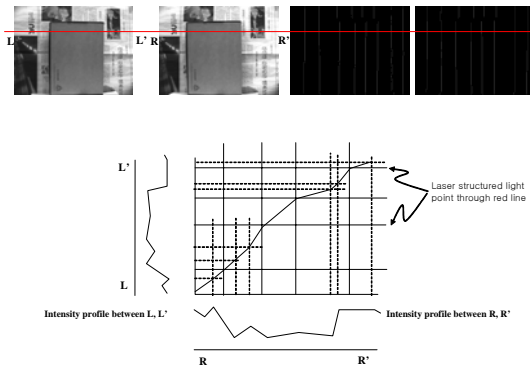 L L' R R'
L'
Laser structured light
point through red line
L
Intensity profile between L, L'
Intensity profile between R, R'
R R'